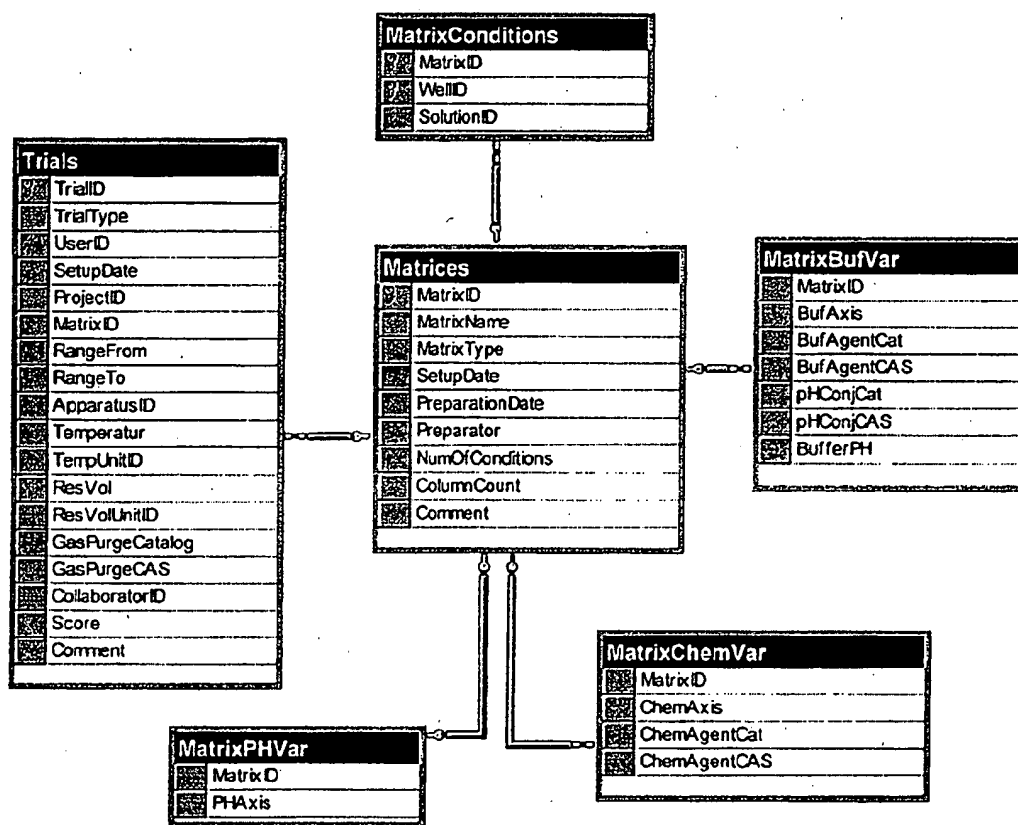 MatrixConditions
MatrixID
WellID
SolutionID
Trials
TrialID
TrialType
UserID
SetupDate
ProjectID
MatrixID
RangeFrom
RangeTo
ApparatusID
Temperatur
TempUnitID
ResVol
ResVolUnitID
GasPurgeCatalog
GasPurgeCAS
CollaboratorID
Score
Comment
Matrices
MatrixID
MatrixName
MatrixType
SetupDate
PreparationDate
Preparator
NumOfConditions
ColumnCount
Comment
MatrixBufVar
MatrixID
BufAxis
BufAgentCat
BufAgentCAS
pHConjCat
pHConjCAS
BufferPH
MatrixPHVar
MatrixID
PHAxis
MatrixChemVar
MatrixID
ChemAxis
ChemAgentCat
ChemAgentCAS